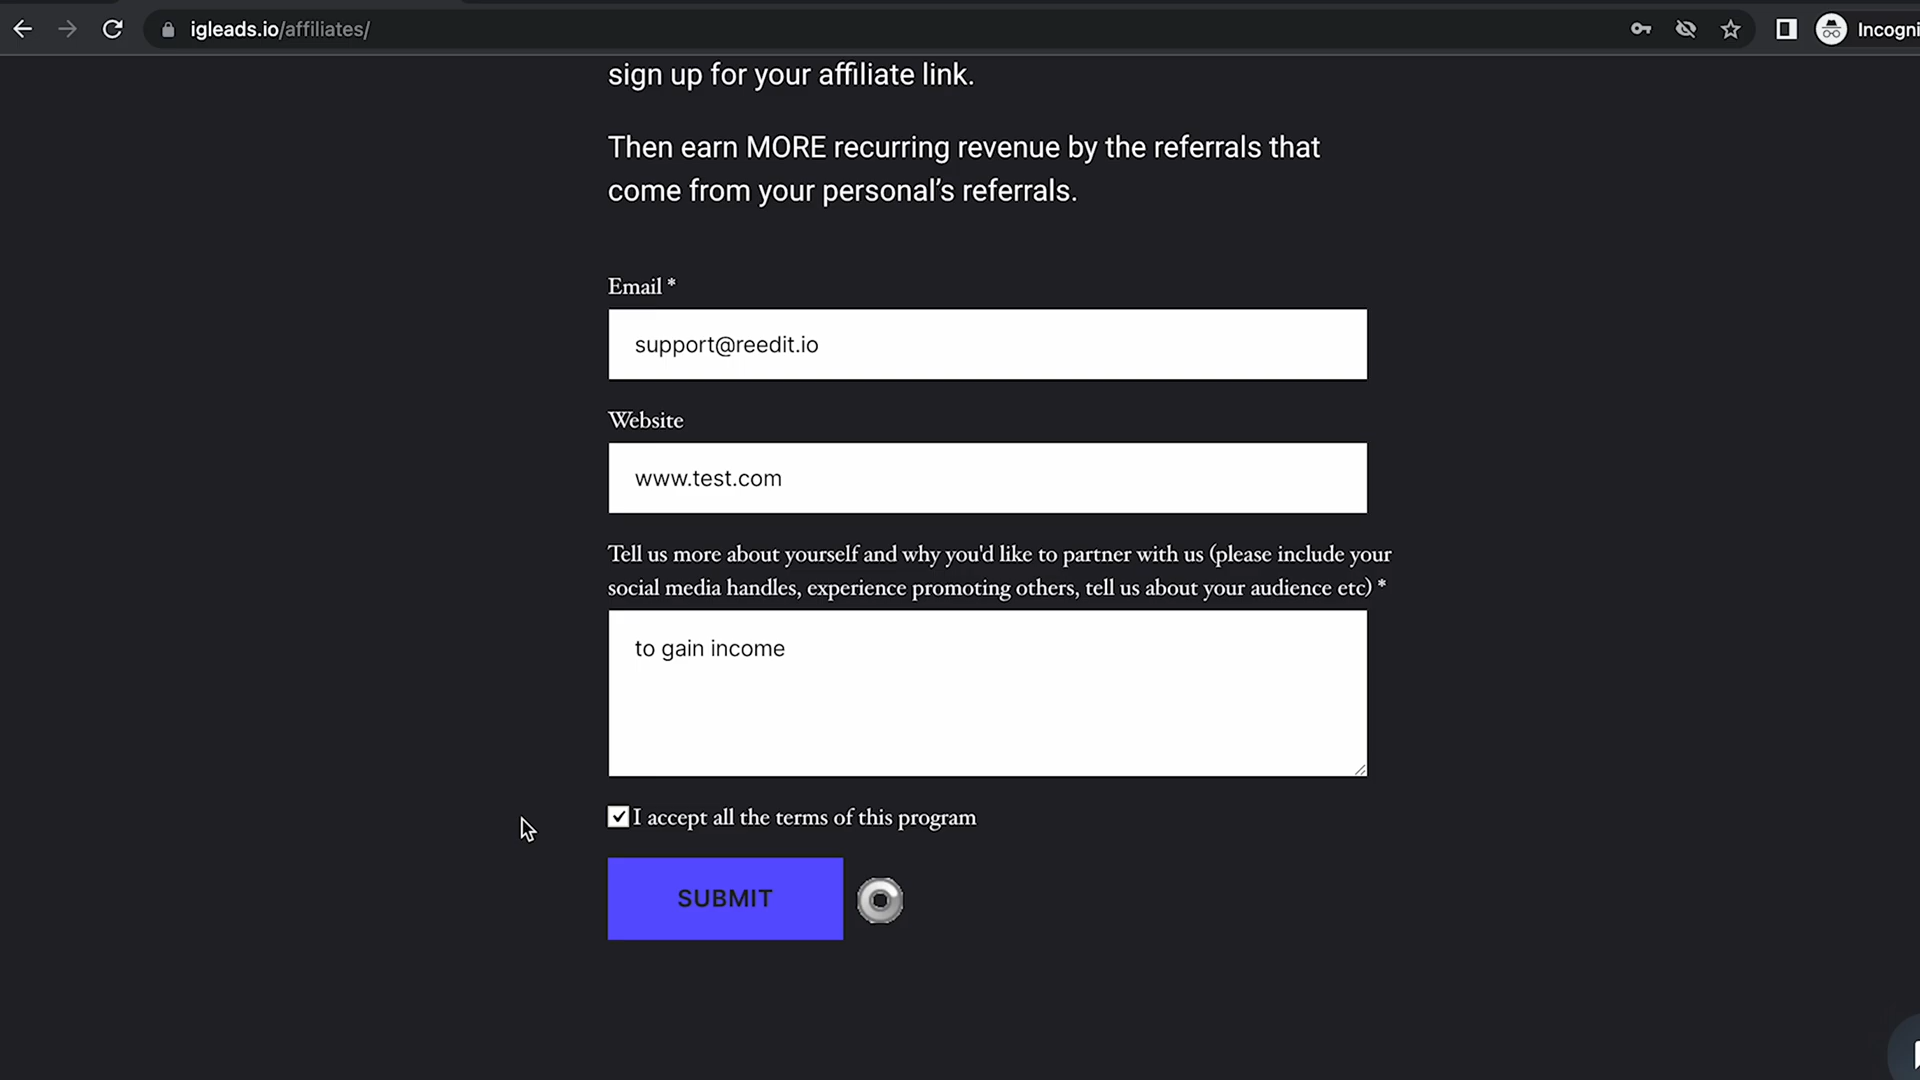 igleads.io/affiliates/
Incogni
sign up for your affiliate link.
Then earn MORE recurring revenue by the referrals that
come from your personal’s referrals.
Email *
support@reedit.io
Website
www.test.com
Tell us more about yourself and why you'd like to partner with us (please include your
social media handles, experience promoting others, tell us about your audience etc) *
to gain income
I accept all the terms of this program
SUBMIT